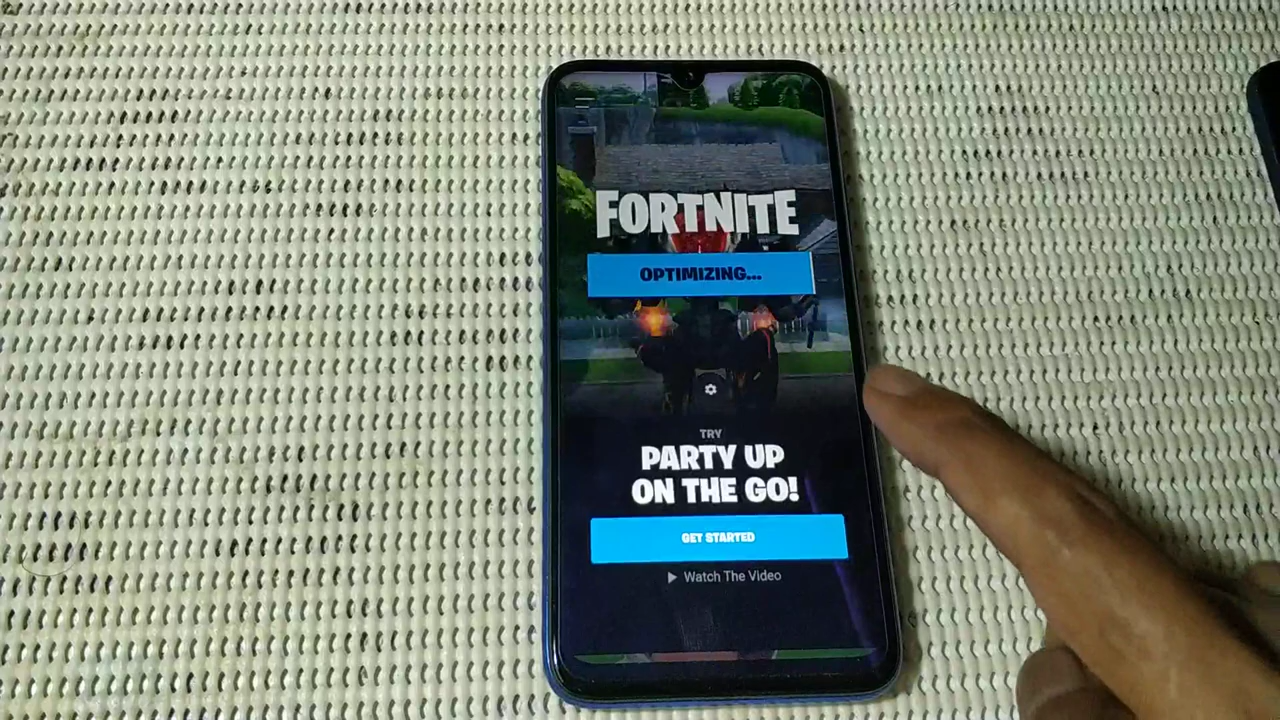 FORTNITE
OPTIMIZING...
TRY
PARTY UP
ON THE GO!
GET STARTED
Watch The Video